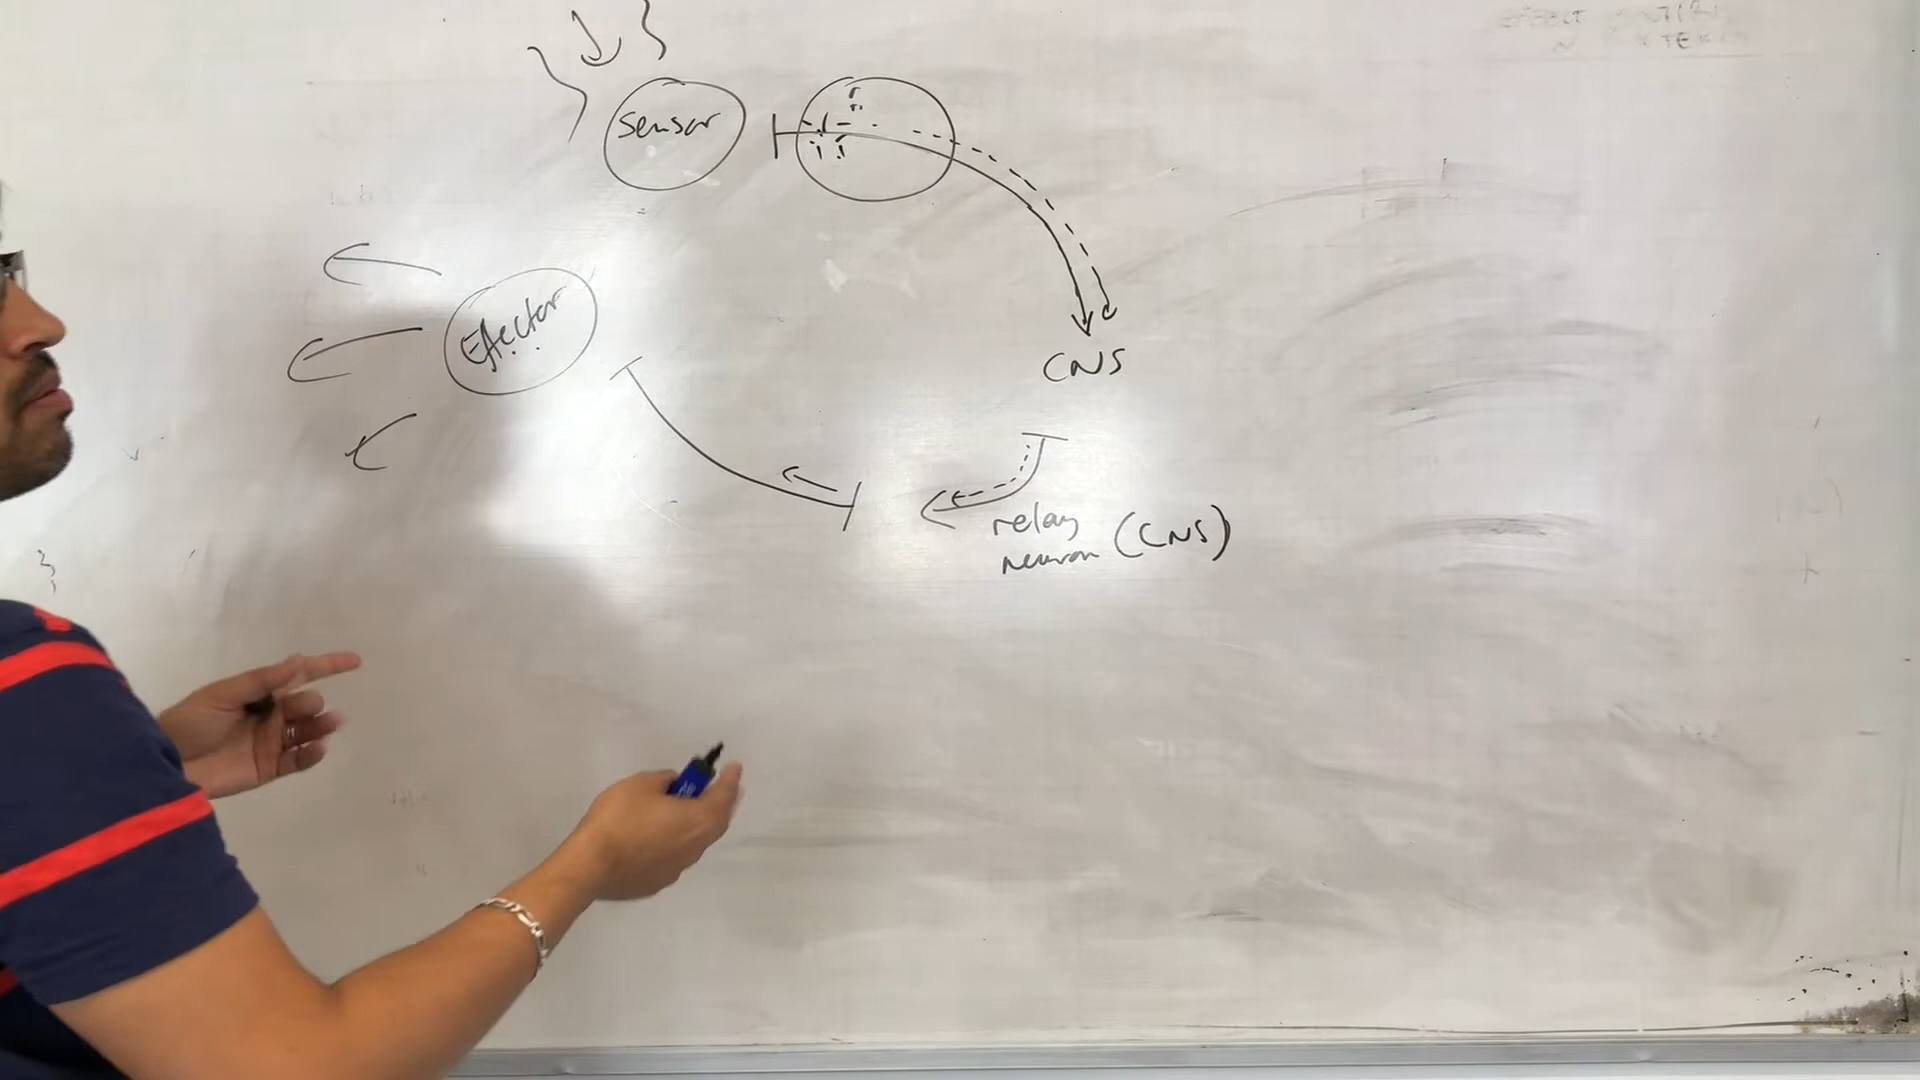 Sensor
Effector
CNS
relay
neuron (CNS)